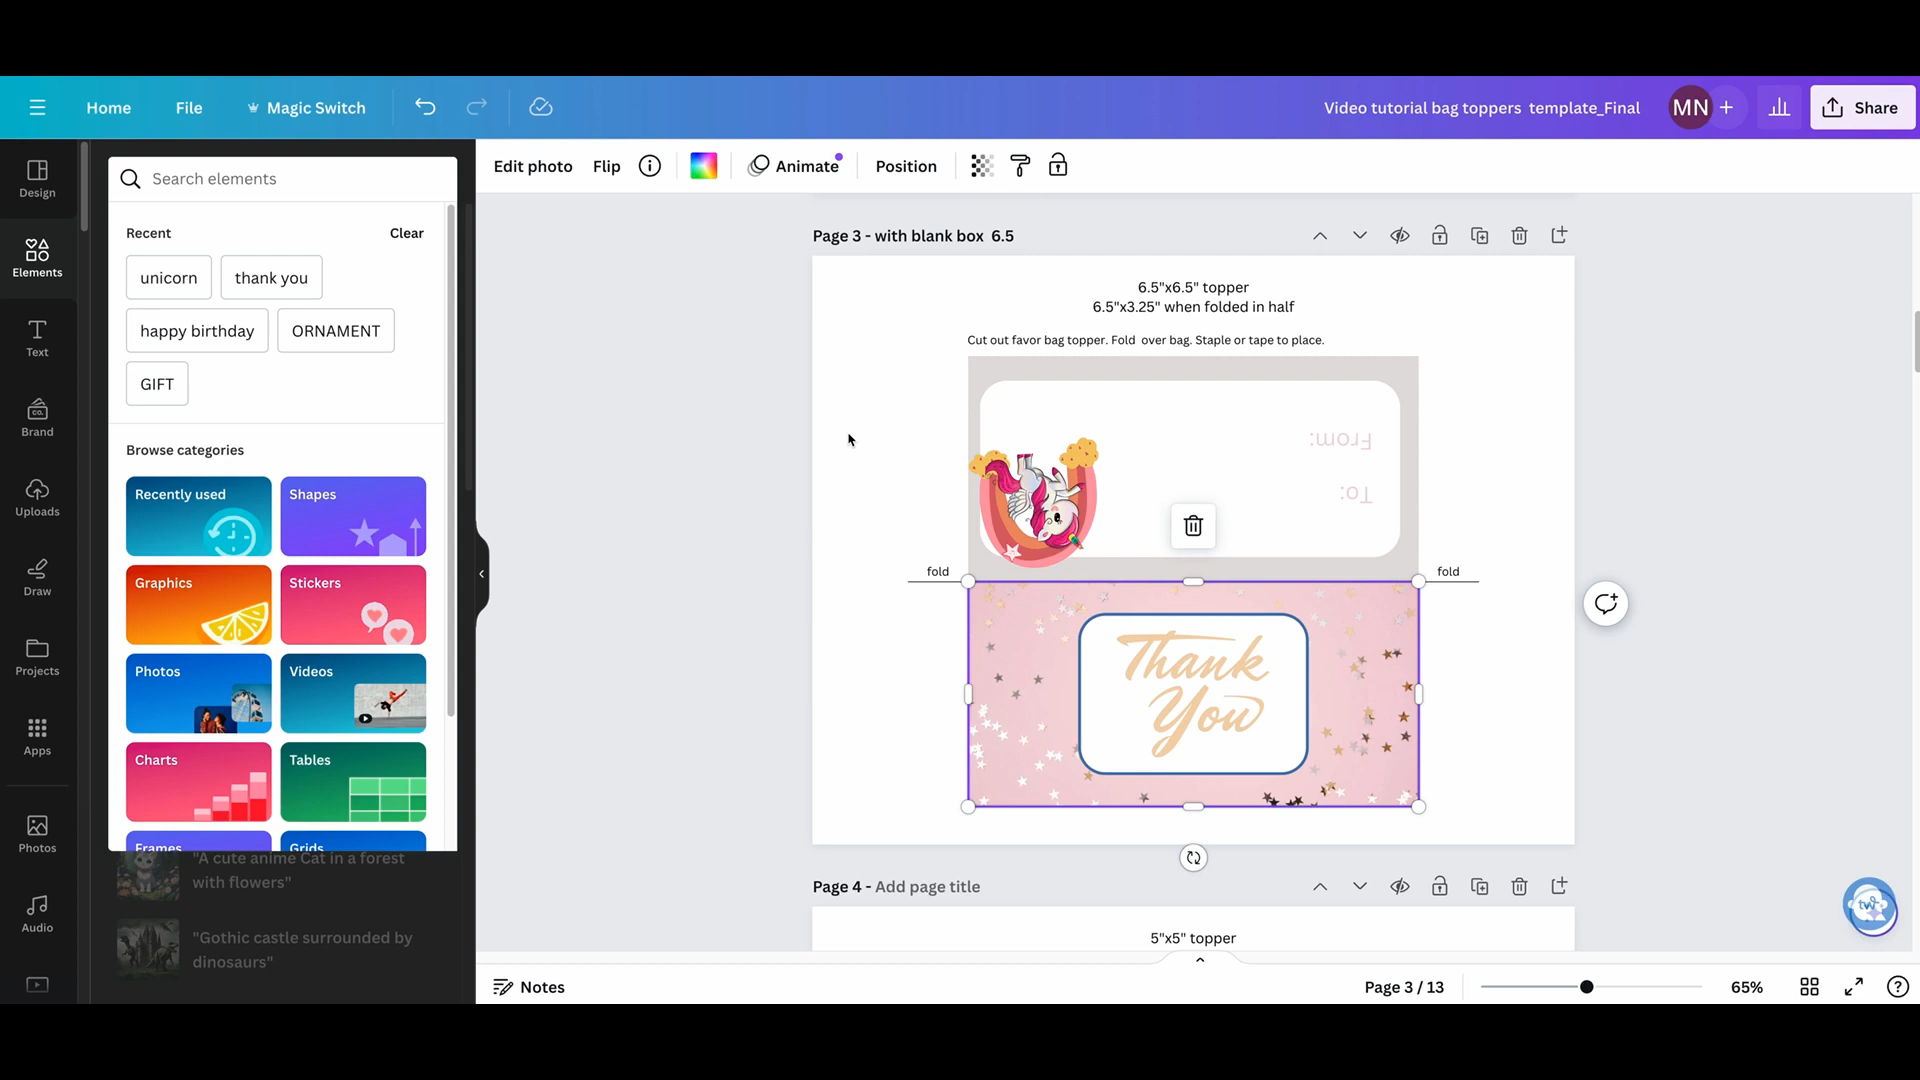 Home
File
Magic Switch
Video tutorial bag toppers template_Final
MN
Share
Design
Elements
Text
Brand
co.
Uploads
Draw
Projects
Apps
Photos
Audio
Search elements
Recent
Clear
unicorn
thank you
happy birthday
ORNAMENT
GIFT
Browse categories
Recently used
Shapes
Graphics
Stickers
Photos
Videos
Charts
Tables
Frames
Grids
"A cute anime Cat in a forest
with flowers"
"Gothic castle surrounded by
dinosaurs"
Edit photo
Flip
Animate
Position
Page 3 - with blank box 6.5
6.5"x6.5" topper
6.5"x3.25" when folded in half
Cut out favor bag topper. Fold over bag. Staple or tape to place.
From:
To:
fold
fold
Thank
You
Page 4 - Add page title
5"x5" topper
Notes
Page 3 / 13
65%
tw